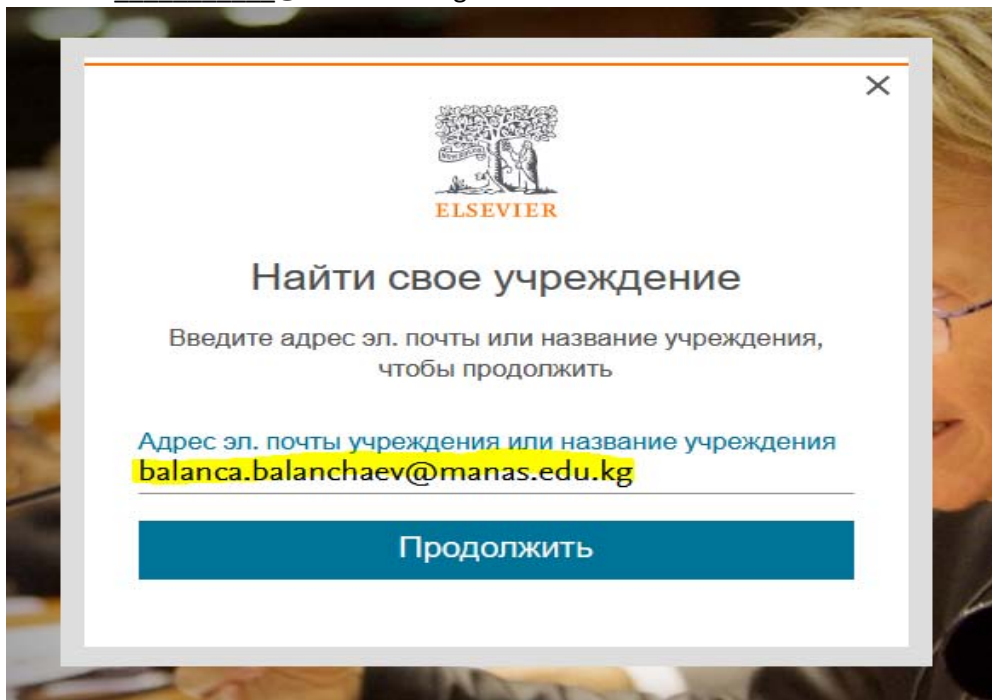 ELSEVIER
Найти свое учреждение
Введите адрес эл. почты или название учреждения,
чтобы продолжить
Адрес эл. почты учреждения или название учреждения
balanca.balanchaev@manas.edu.kg
Продолжить